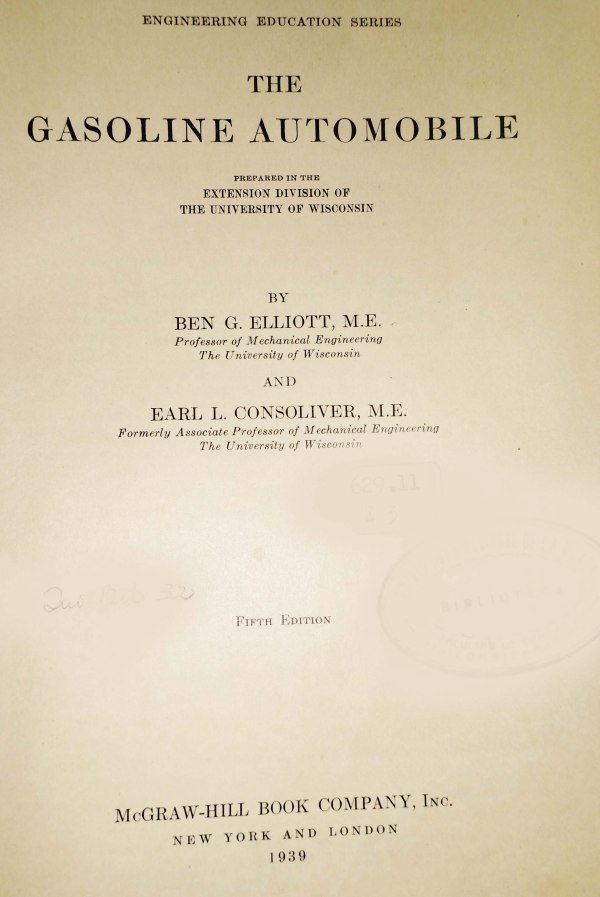 ENGINEERING EDUCATION SERIES
THE
GASOLINE AUTOMOBILE
PREPARED IN THE
EXTENSION DIVISION OF
THE UNIVERSITY OF WISCONSIN
BY
BEN G. ELLIOTT, M.E.
Professor of Mechanical Engineering
The University of Wisconsin
AND
EARL L. CONSOLIVER, M.E.
Formerly Associate Professor of Mechanical Engineering
The University of Wisconsin
FIFTH EDITION
McGRAW-HILL BOOK COMPANY, INC.
NEW YORK AND LONDON
1939